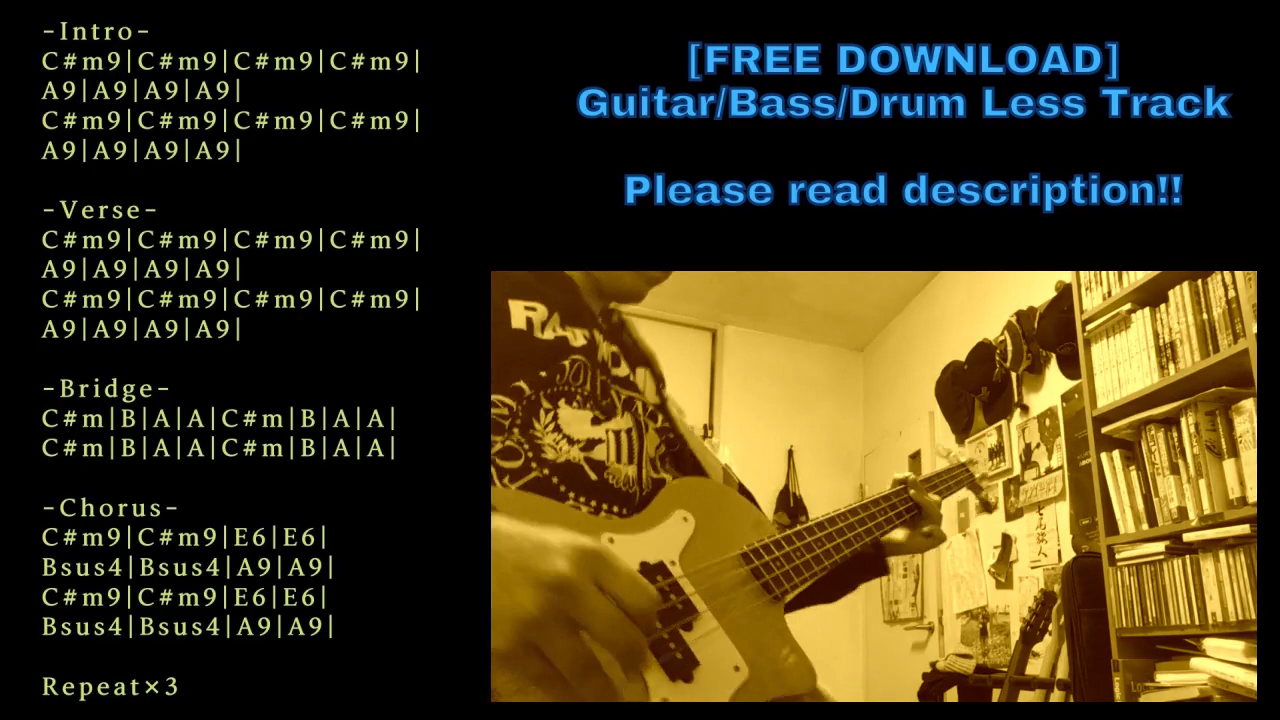 -Intro-
C#m9|C#m9|C#m9|C#m9|
A9|A9|A9|A9|
C#m9|C#m9|C#m9|C#m9|
A9|A9|A9|A9|
-Verse-
C#m9|C#m9|C#m9|C#m9|
A9|A9|A9|A9|
C#m9|C#m9|C#m9|C#m9|
A9|A9|A9|A9|
-Bridge-
C#m|B|A|A|C#m|B|A|A|
C#m|B|A|A|C#m|B|A|A|
-Chorus-
C#m9|C#m9|E6|E6|
Bsus4|Bsus4|A9|A9|
C#m9|C#m9|E6|E6|
Bsus4|Bsus4|A9|A9|
Repeat×3
[FREE DOWNLOAD]
Guitar/Bass/Drum Less Track
Please read description!!